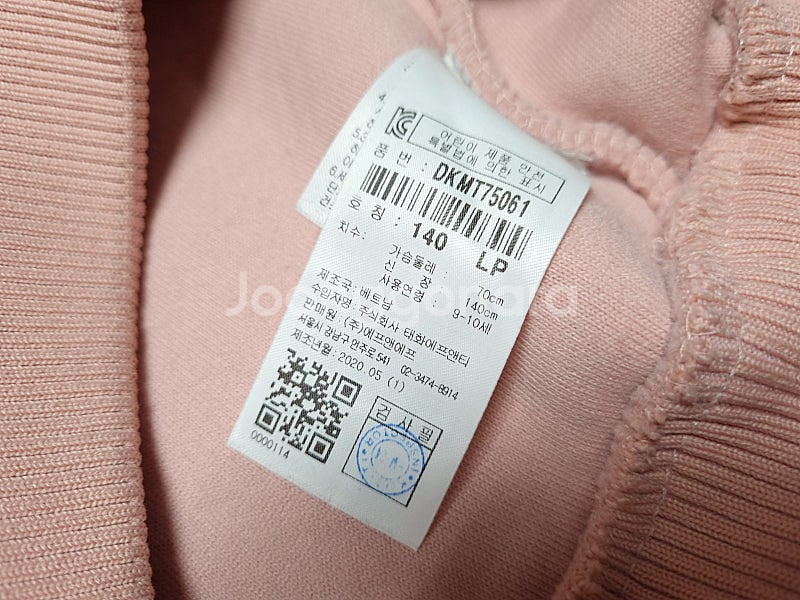 어린이 제품 안전
특별법에 의한 표시
품 번 : DKMT75061
호 칭 : 140 LP
치수: 가슴둘레 : 70cm
신 장 140cm
사용연령 : 9-10세
제조국: 베트남
수입자명: 주식회사 태화에프앤티
판매원 : (주)에프앤에프
서울시 강남구 언주로541 02-3474-8914
제조년월 : 2020.05 (1)
0000114
검 사 필